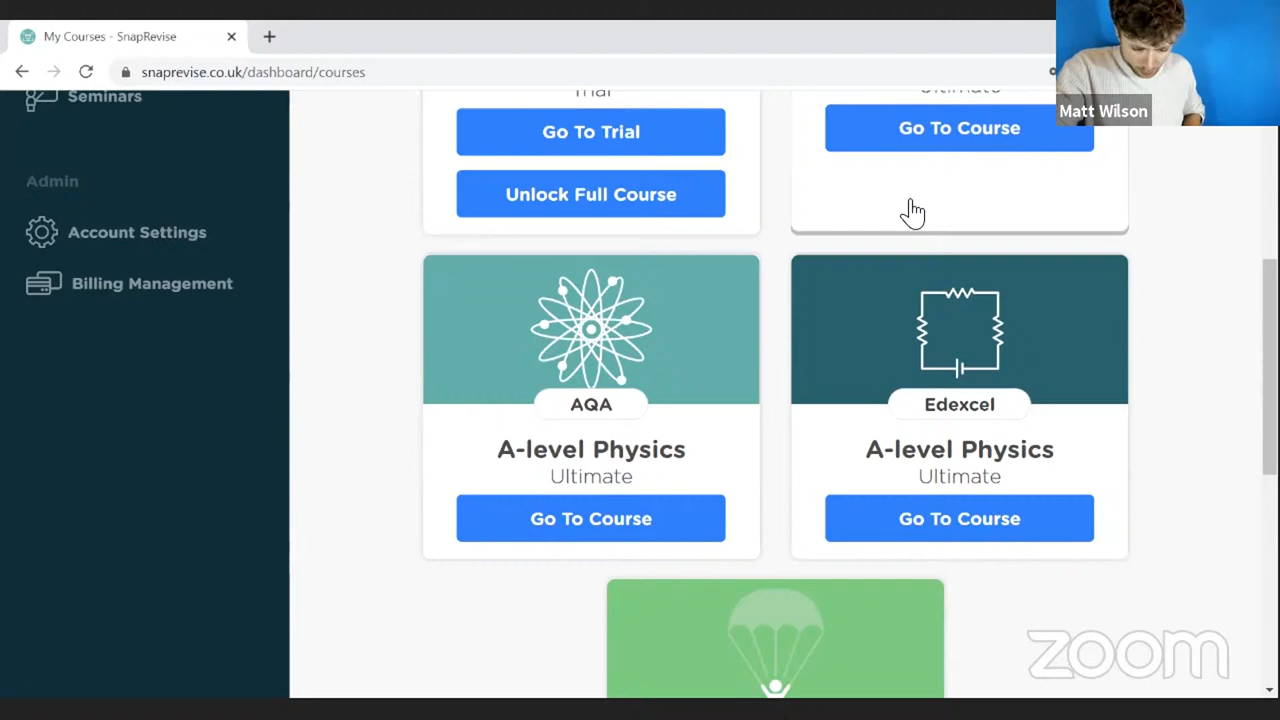 My Courses - SnapRevise
snaprevise.co.uk/dashboard/courses
Matt Wilson
Seminars
Admin
Account Settings
Billing Management
Trial
Go To Trial
Unlock Full Course
Ultimate
Go To Course
AQA
A-level Physics
Ultimate
Go To Course
Edexcel
A-level Physics
Ultimate
Go To Course
zoom